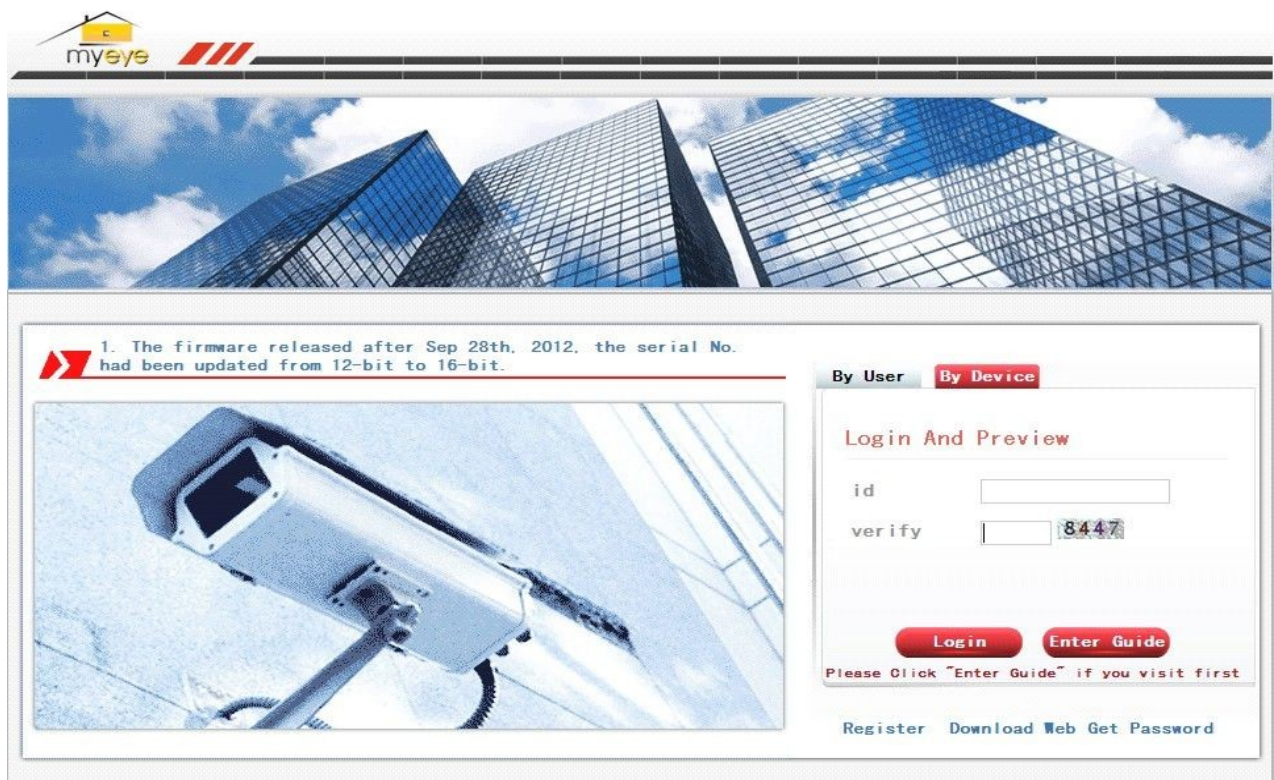 myeye
1. The firmware released after Sep 28th, 2012, the serial No.
had been updated from 12-bit to 16-bit.
By User By Device
Login And Preview
id
verify 8447
Login Enter Guide
Please Click "Enter Guide" if you visit first
Register Download Web Get Password